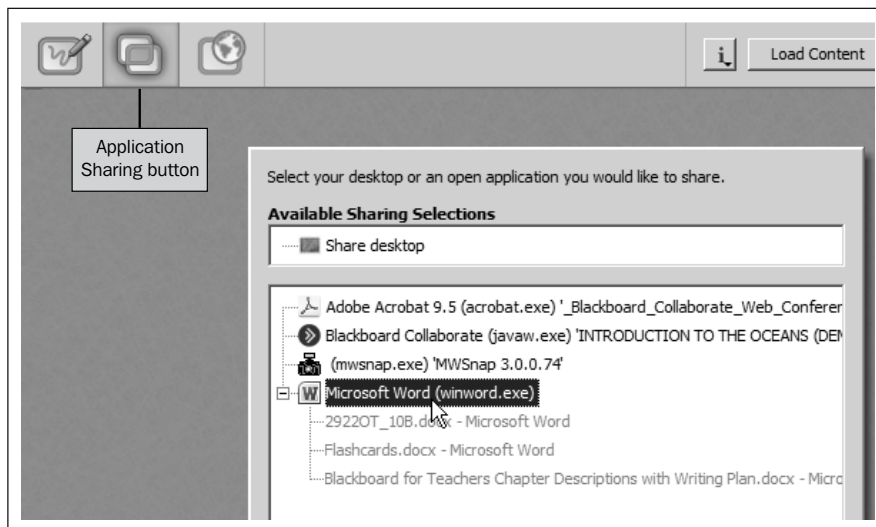 i
Load Content
Application
Sharing button
Select your desktop or an open application you would like to share.
Available Sharing Selections
Share desktop
Adobe Acrobat 9.5 (acrobat.exe) '_Blackboard_Collaborate_Web_Confere
Blackboard Collaborate (javaw.exe) 'INTRODUCTION TO THE OCEANS (DEM
(mwsnap.exe) 'MWSnap 3.0.0.74'
W Microsoft Word (winword.exe)
2922OT_10B.docx - Microsoft Word
Flashcards.docx - Microsoft Word
Blackboard for Teachers Chapter Descriptions with Writing Plan.docx - Micro